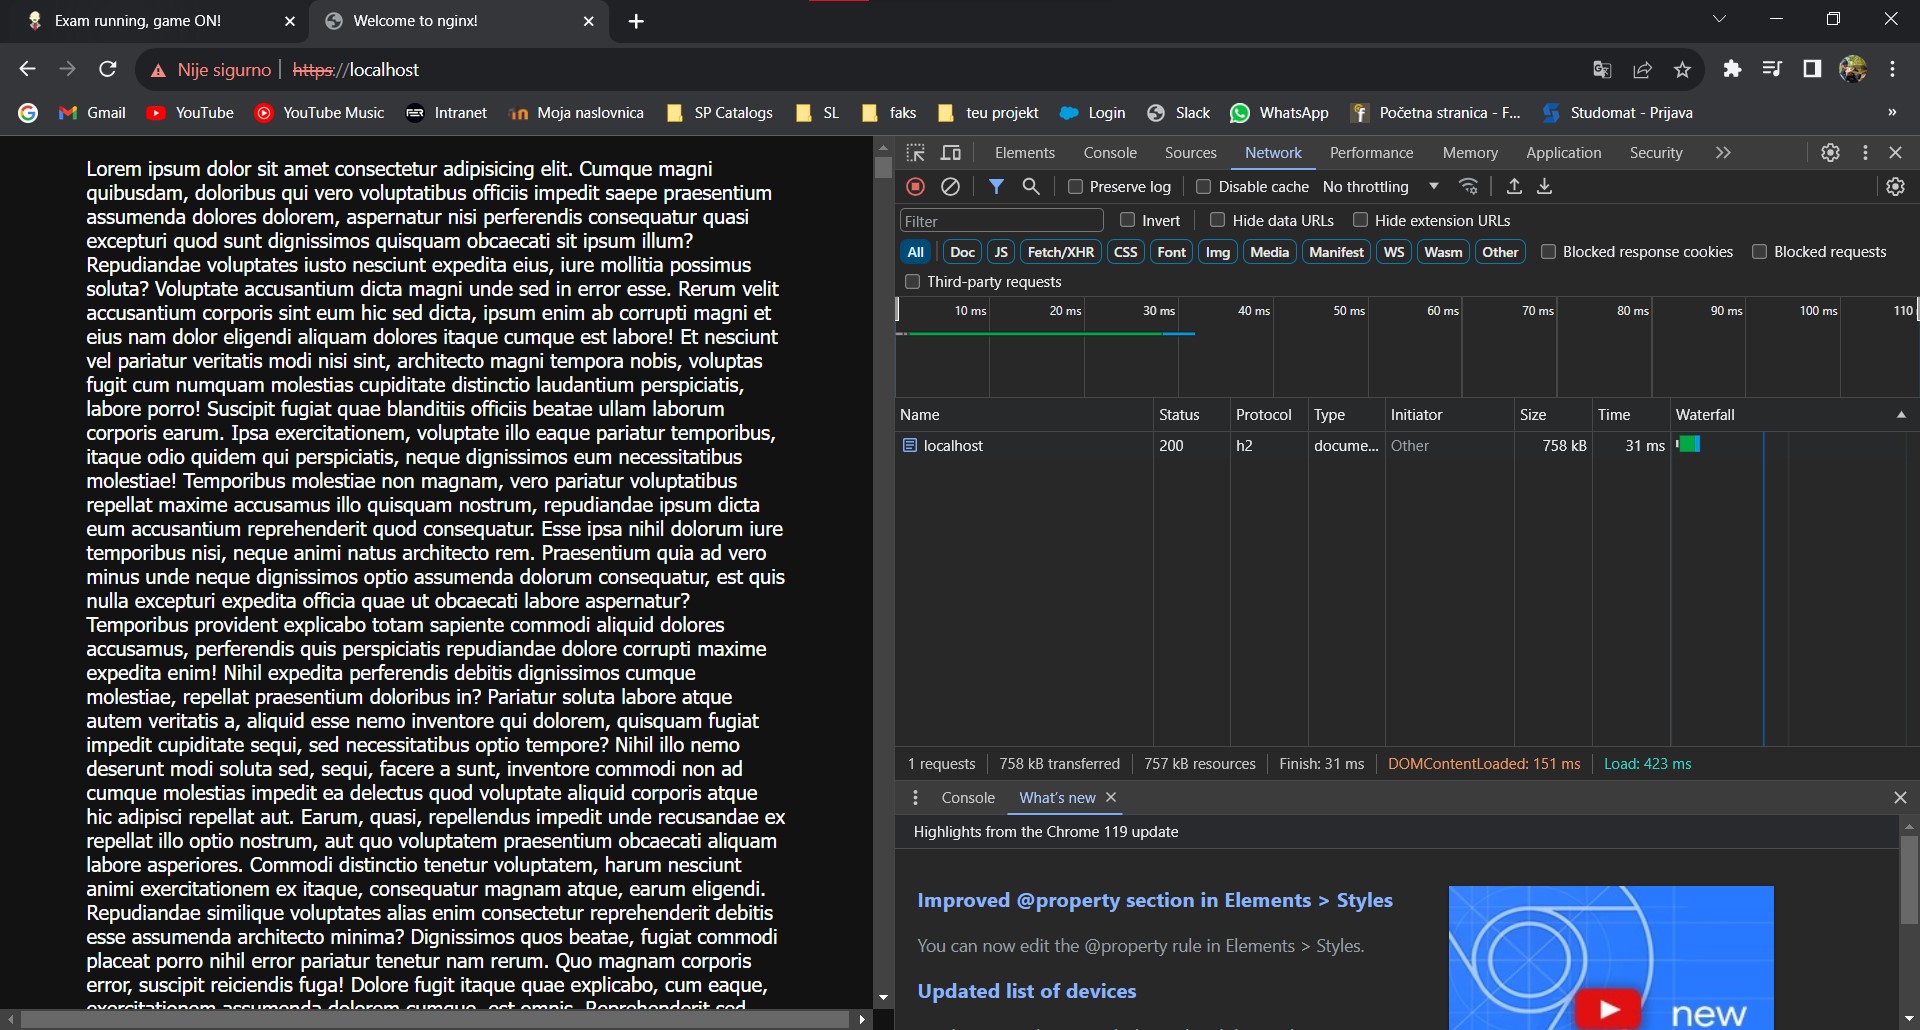 Exam running, game ON!
Welcome to nginx!
Nije sigurno
https://localhost
Gmail
YouTube
YouTube Music
Intranet
Moja naslovnica
SP Catalogs
SL
faks
teu projekt
Login
Slack
WhatsApp
Početna stranica - F...
Studomat - Prijava
»
Lorem ipsum dolor sit amet consectetur adipisicing elit. Cumque magni
quibusdam, doloribus qui vero voluptatibus officiis impedit saepe praesentium
assumenda dolores dolorem, aspernatur nisi perferendis consequatur quasi
excepturi quod sunt dignissimos quisquam obcaecati sit ipsum illum?
Repudiandae voluptates iusto nesciunt expedita eius, iure mollitia possimus
soluta? Voluptate accusantium dicta magni unde sed in error esse. Rerum velit
accusantium corporis sint eum hic sed dicta, ipsum enim ab corrupti magni et
eius nam dolor eligendi aliquam dolores itaque cumque est labore! Et nesciunt
vel pariatur veritatis modi nisi sint, architecto magni tempora nobis, voluptas
fugit cum numquam molestias cupiditate distinctio laudantium perspiciatis,
labore porro! Suscipit fugiat quae blanditiis officiis beatae ullam laborum
corporis earum. Ipsa exercitationem, voluptate illo eaque pariatur temporibus,
itaque odio quidem qui perspiciatis, neque dignissimos eum necessitatibus
molestiae! Temporibus molestiae non magnam, vero pariatur voluptatibus
repellat maxime accusamus illo quisquam nostrum, repudiandae ipsum dicta
eum accusantium reprehenderit quod consequatur. Esse ipsa nihil dolorum iure
temporibus nisi, neque animi natus architecto rem. Praesentium quia ad vero
minus unde neque dignissimos optio assumenda dolorum consequatur, est quis
nulla excepturi expedita officia quae ut obcaecati labore aspernatur?
Temporibus provident explicabo totam sapiente commodi aliquid dolores
accusamus, perferendis quis perspiciatis repudiandae dolore corrupti maxime
expedita enim! Nihil expedita perferendis debitis dignissimos cumque
molestiae, repellat praesentium doloribus in? Pariatur soluta labore atque
autem veritatis a, aliquid esse nemo inventore qui dolorem, quisquam fugiat
impedit cupiditate sequi, sed necessitatibus optio tempore? Nihil illo nemo
deserunt modi soluta sed, sequi, facere a sunt, inventore commodi non ad
cumque molestias impedit ea delectus quod voluptate aliquid corporis atque
hic adipisci repellat aut. Earum, quasi, repellendus impedit unde recusandae ex
repellat illo optio nostrum, aut quo voluptatem praesentium obcaecati aliquam
labore asperiores. Commodi distinctio tenetur voluptatem, harum nesciunt
animi exercitationem ex itaque, consequatur magnam atque, earum eligendi.
Repudiandae similique voluptates alias enim consectetur reprehenderit debitis
esse assumenda architecto minima? Dignissimos quos beatae, fugiat commodi
placeat porro nihil error pariatur tenetur nam rerum. Quo magnam corporis
error, suscipit reiciendis fuga! Dolore fugit itaque quae explicabo, cum eaque,
exercitationem assumenda dolorem cumque, est omnis. Reprehenderit sed
Elements
Console
Sources
Network
Performance
Memory
Application
Security
Preserve log
Disable cache
No throttling
Filter
Invert
Hide data URLs
Hide extension URLs
All
Doc
JS
Fetch/XHR
CSS
Font
Img
Media
Manifest
WS
Wasm
Other
Blocked response cookies
Blocked requests
Third-party requests
10 ms
20 ms
30 ms
40 ms
50 ms
60 ms
70 ms
80 ms
90 ms
100 ms
110
Name
Status
Protocol
Type
Initiator
Size
Time
Waterfall
localhost
200
h2
docume...
Other
758 kB
31 ms
1 requests
758 kB transferred
757 kB resources
Finish: 31 ms
DOMContentLoaded: 151 ms
Load: 423 ms
Console
What's new
Highlights from the Chrome 119 update
Improved @property section in Elements > Styles
You can now edit the @property rule in Elements > Styles.
Updated list of devices
new